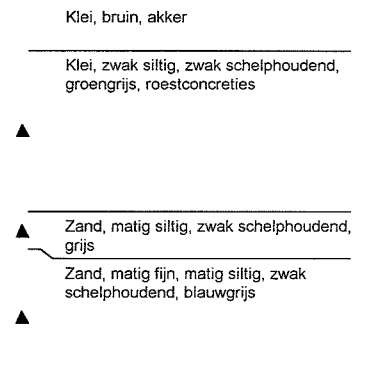 Klei, bruin, akker
Klei, zwak siltig, zwak schelphoudend,
groengrijs, roestconcreties
Zand, matig siltig, zwak schelphoudend,
grijs
Zand, matig fijn, matig siltig, zwak
schelphoudend, blauwgrijs